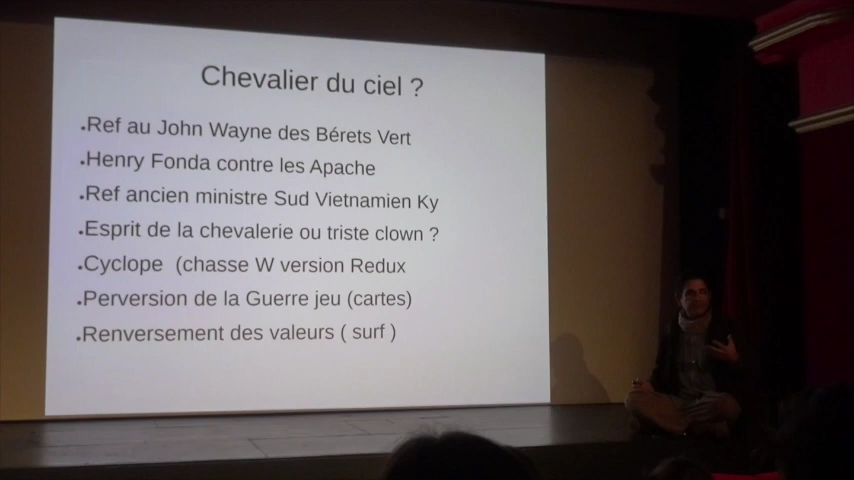 Chevalier du ciel ?
.Ref au John Wayne des Bérets Vert
.Henry Fonda contre les Apache
.Ref ancien ministre Sud Vietnamien Ky
.Esprit de la chevalerie ou triste clown ?
.Cyclope (chasse W version Redux
.Perversion de la Guerre jeu (cartes)
.Renversement des valeurs ( surf )